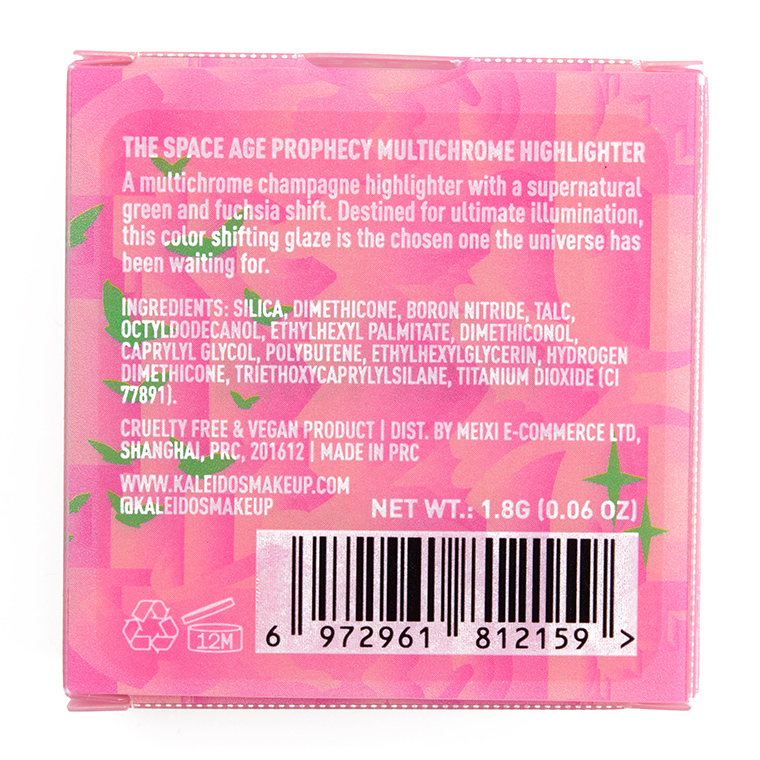 THE SPACE AGE PROPHECY MULTICHROME HIGHLIGHTER
A multichrome champagne highlighter with a supernatural
green and fuchsia shift. Destined for ultimate illumination,
this color shifting glaze is the chosen one the universe has
been waiting for.
INGREDIENTS: SILICA, DIMETHICONE, BORON NITRIDE, TALC,
OCTYLDODECANOL, ETHYLHEXYL PALMITATE, DIMETHICONOL,
CAPRYLYL GLYCOL, POLYBUTENE, ETHYLHEXYLGLYCERIN, HYDROGEN
DIMETHICONE, TRIETHOXYCAPRYLYLSILANE, TITANIUM DIOXIDE (CI
77891).
CRUELTY FREE & VEGAN PRODUCT | DIST. BY MEIXI E-COMMERCE LTD,
SHANGHAI, PRC, 201612 | MADE IN PRC
WWW.KALEIDOSMAKEUP.COM
@KALEIDOSMAKEUP
NET WT.: 1.8G (0.06 OZ)
12M
6 972961 812159 >